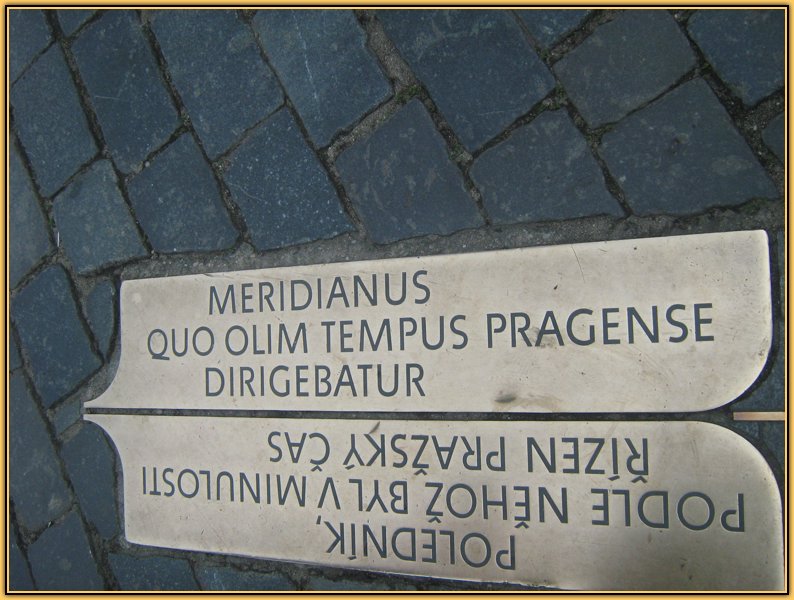 MERIDIANUS
QUO OLIM TEMPUS PRAGENSE
DIRIGEBATUR
POLEDNÍK,
PODLE NĚHOŽ BYL V MINULOSTI
ŘÍZEN PRAŽSKÝ ČAS